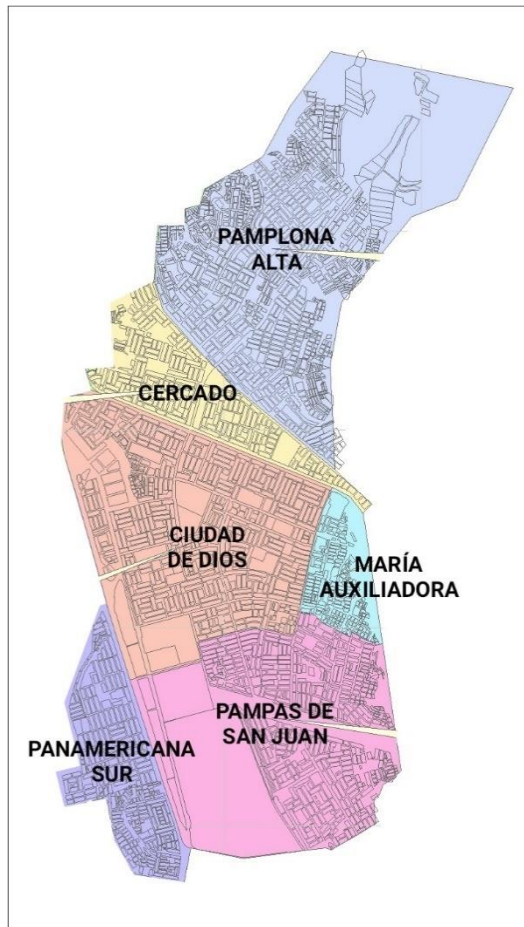 PAMPLONA
ALTA
CERCADO
CIUDAD
DE DIOS
MARÍA
AUXILIADORA
PAMPAS DE
SAN JUAN
PANAMERICANA
SUR